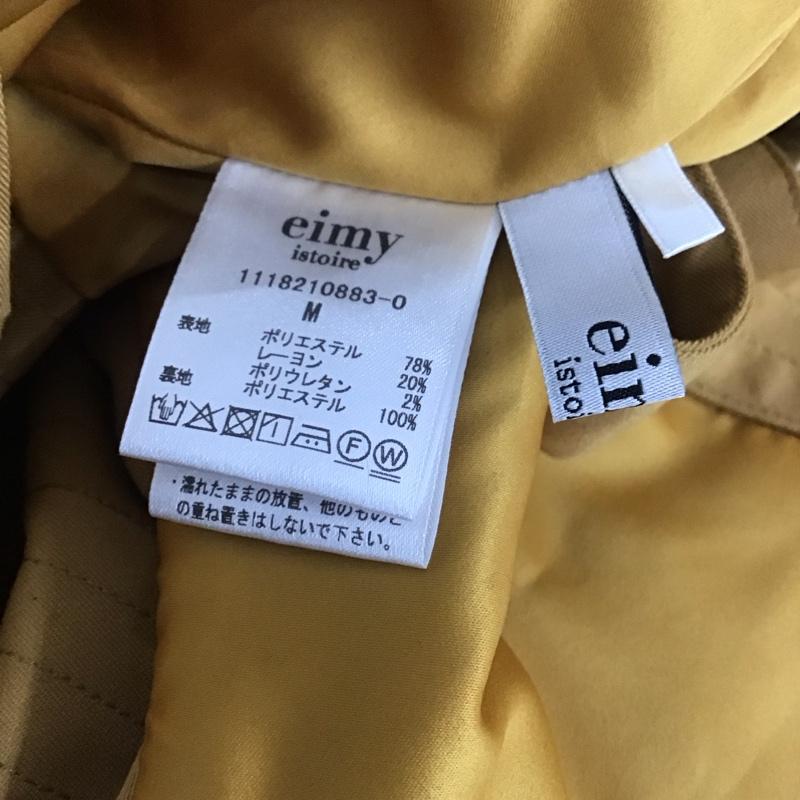 eimy
istoire
1118210883-0
M
表地
ポリエステル 78%
レーヨン 20%
ポリウレタン 2%
裏地
ポリエステル 100%
F W
・濡れたままの放置、他のものと
の重ね置きはしないで下さい。